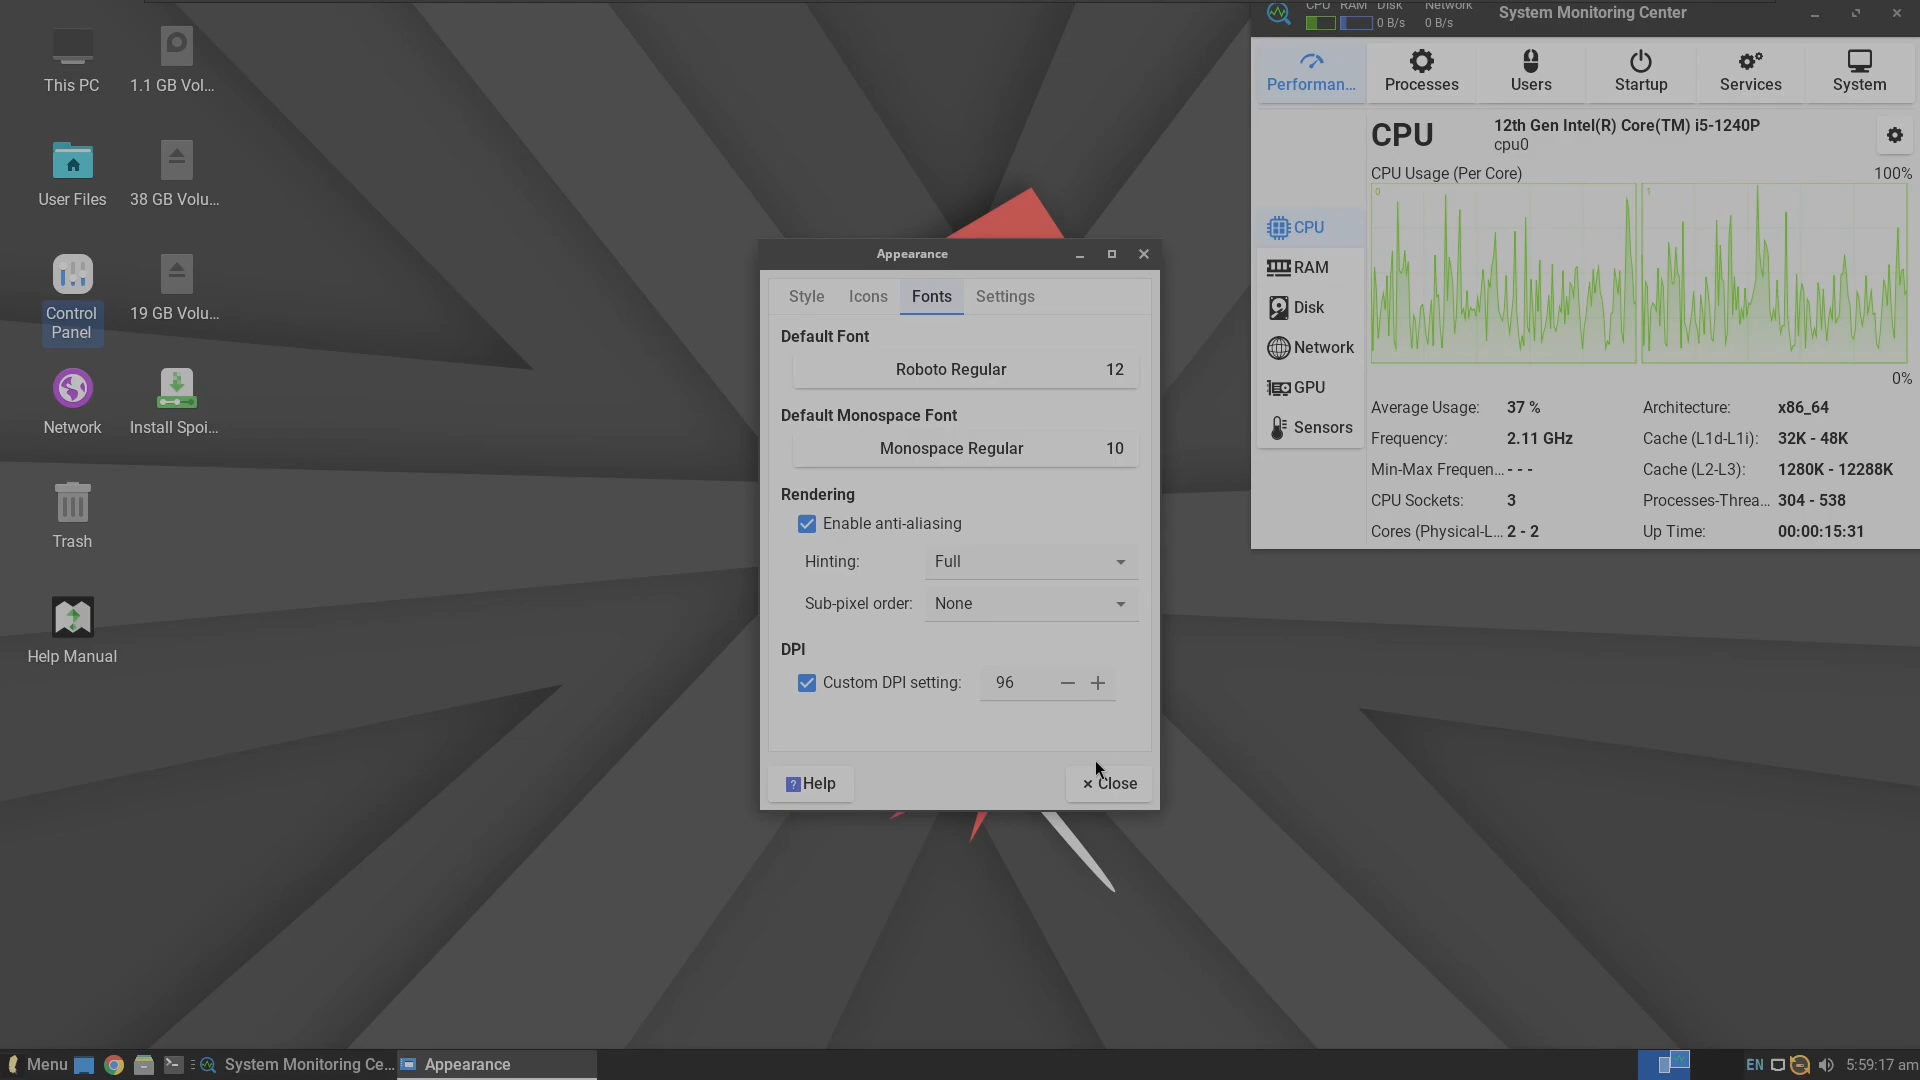 This PC
1.1 GB Vol...
User Files
38 GB Volu...
Control
Panel
19 GB Volu...
Network
Install Spoi...
Trash
Help Manual
CPU RAM Disk Network
0 B/s 0 B/s
System Monitoring Center
Performan... Processes Users Startup Services System
CPU
12th Gen Intel(R) Core(TM) i5-1240P
cpu0
CPU Usage (Per Core) 100%
0 1
0%
CPU
RAM
Disk
Network
GPU
Sensors
Average Usage: 37 % Architecture: x86_64
Frequency: 2.11 GHz Cache (L1d-L1i): 32K - 48K
Min-Max Frequen... - - - Cache (L2-L3): 1280K - 12288K
CPU Sockets: 3 Processes-Threa... 304 - 538
Cores (Physical-L... 2 - 2 Up Time: 00:00:15:31
Appearance
Style Icons Fonts Settings
Default Font
Roboto Regular 12
Default Monospace Font
Monospace Regular 10
Rendering
Enable anti-aliasing
Hinting: Full
Sub-pixel order: None
DPI
Custom DPI setting: 96
? Help
Close
Menu System Monitoring Ce... Appearance EN 5:59:17 am